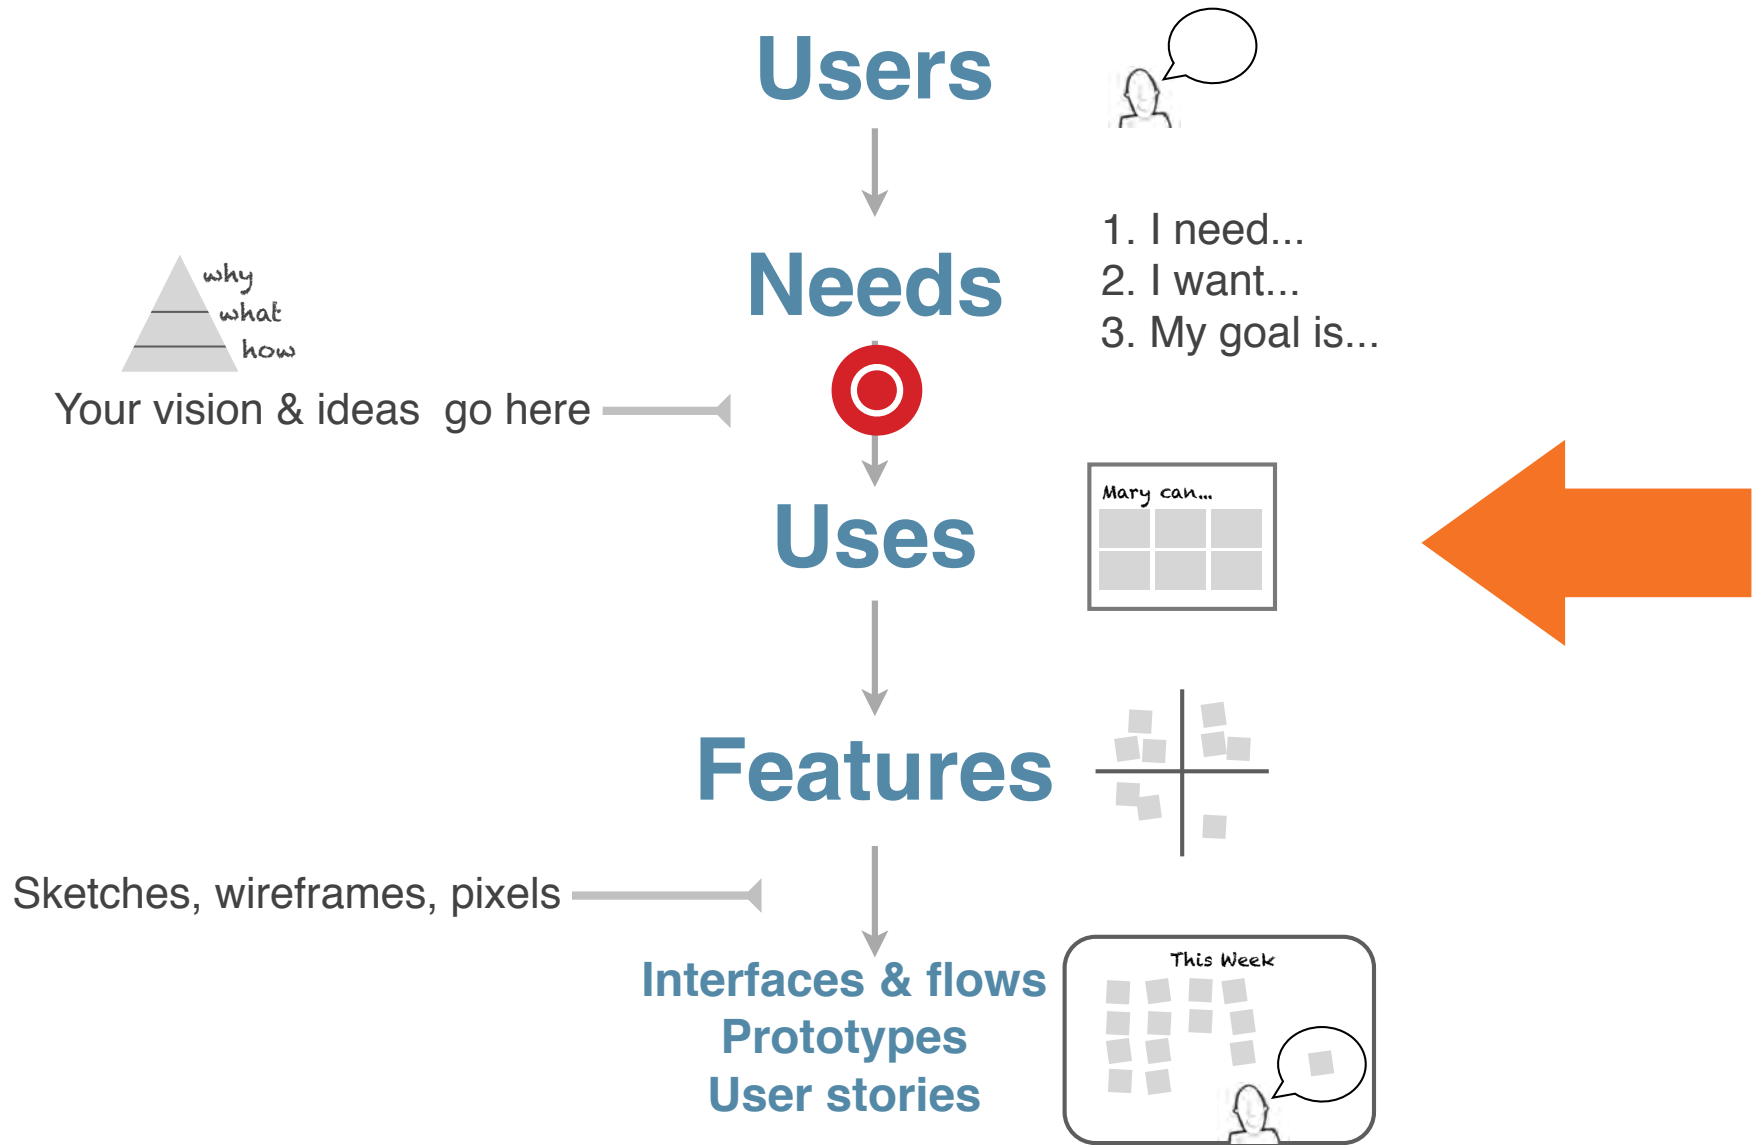 Users
1. I need...
2. I want...
3. My goal is...
Needs
why
what
how
Your vision & ideas go here
Mary can...
Uses
Features
Sketches, wireframes, pixels
Interfaces & flows
Prototypes
User stories
This Week